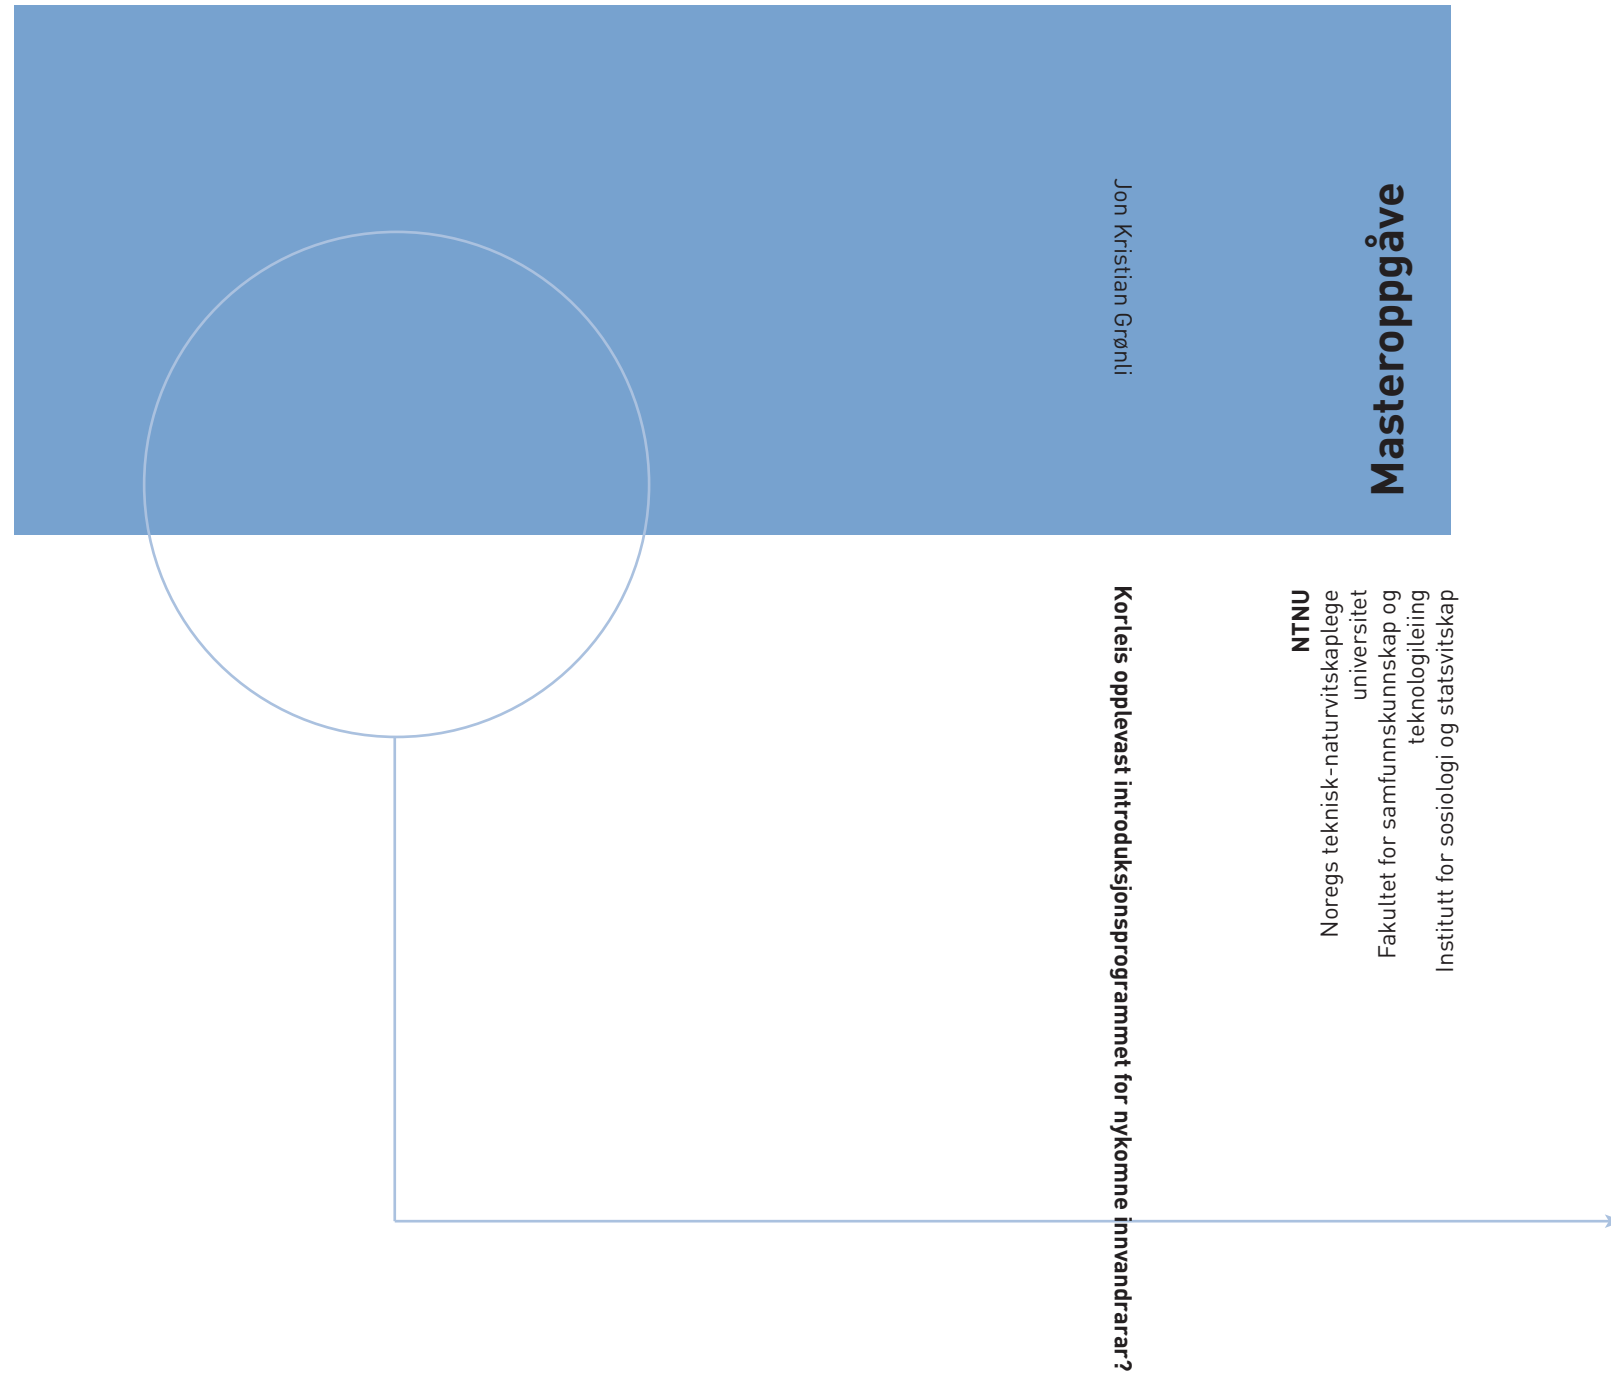 Masteroppgåve
NTNU
Noregs teknisk-naturvitskaplege
universitet
Fakultet for samfunnskunnskap og
teknologileiing
Institutt for sosiologi og statsvitskap
Jon Kristian Grønli
Korleis opplevast introduksjonsprogrammet for nykomne innvandrarar?